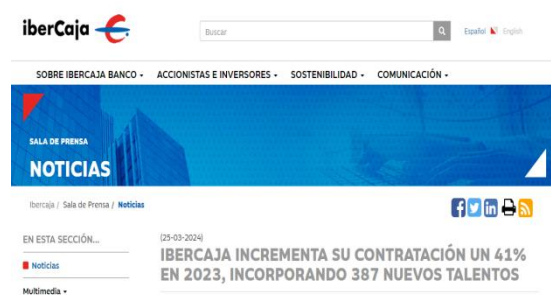 iberCaja
Buscar
Español English
SOBRE IBERCAJA BANCO ACCIONISTAS E INVERSORES SOSTENIBILIDAD COMUNICACIÓN
SALA DE PRENSA
NOTICIAS
Ibercaja / Sala de Prensa / Noticias
EN ESTA SECCIÓN...
Noticias
Multimedia
(25-03-2024)
IBERCAJA INCREMENTA SU CONTRATACIÓN UN 41%
EN 2023, INCORPORANDO 387 NUEVOS TALENTOS